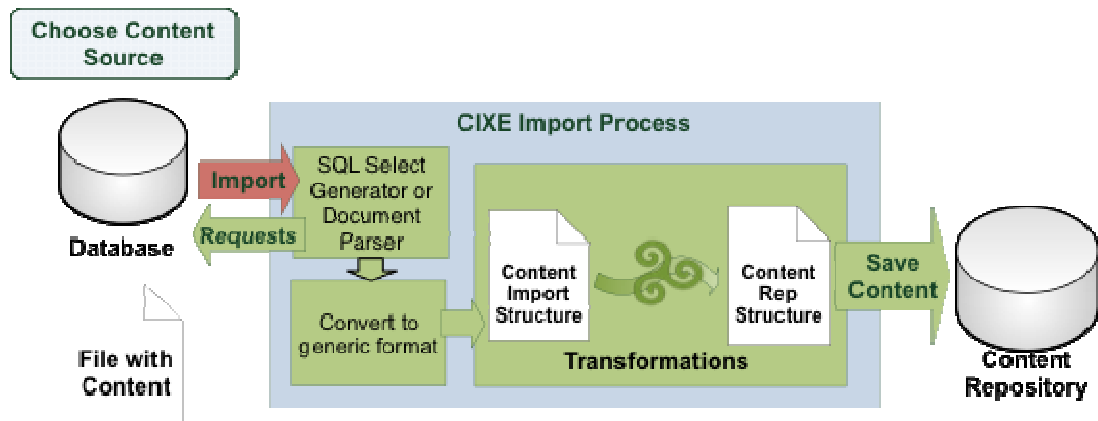 Choose Content
Source
CIXE Import Process
SQL Select
Generator or
Document
Parser
Import
Requests
Database
Convert to
generic format
Content
Import
Structure
Content
Rep
Structure
Transformations
Save
Content
File with
Content
Content
Repository